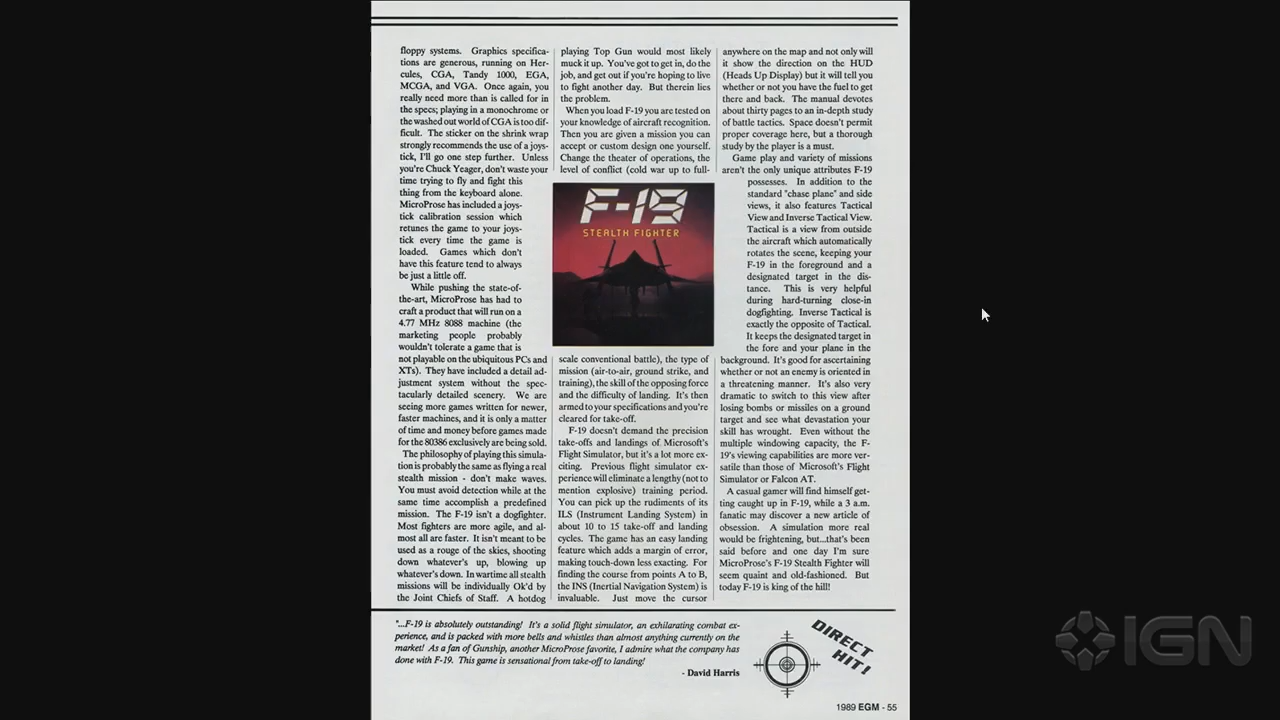 floppy systems. Graphics specifica-
tions are generous, running on Her-
cules, CGA, Tandy 1000, EGA,
MCGA, and VGA. Once again, you
really need more than is called for in
the specs; playing in a monochrome or
the washed out world of CGA is too dif-
ficult. The sticker on the shrink wrap
strongly recommends the use of a joys-
tick, I'll go one step further. Unless
you're Chuck Yeager, don't waste your
time trying to fly and fight this
thing from the keyboard alone.
MicroProse has included a joys-
tick calibration session which
retunes the game to your joys-
tick every time the game is
loaded. Games which don't
have this feature tend to always
be just a little off.
While pushing the state-of-
the-art, MicroProse has had to
craft a product that will run on a
4.77 MHz 8088 machine (the
marketing people probably
wouldn't tolerate a game that is
not playable on the ubiquitous PCs and
XTs). They have included a detail ad-
justment system without the spec-
tacularly detailed scenery. We are
seeing more games written for newer,
faster machines, and it is only a matter
of time and money before games made
for the 80386 exclusively are being sold.
The philosophy of playing this simula-
tion is probably the same as flying a real
stealth mission - don't make waves.
You must avoid detection while at the
same time accomplish a predefined
mission. The F-19 isn't a dogfighter.
Most fighters are more agile, and al-
most all are faster. It isn't meant to be
used as a rouge of the skies, shooting
down whatever's up, blowing up
whatever's down. In wartime all stealth
missions will be individually Ok'd by
the Joint Chiefs of Staff. A hotdog
playing Top Gun would most likely
muck it up. You've got to get in, do the
job, and get out if you're hoping to live
to fight another day. But therein lies
the problem.
When you load F-19 you are tested on
your knowledge of aircraft recognition.
Then you are given a mission you can
accept or custom design one yourself.
Change the theater of operations, the
level of conflict (cold war up to full-
F-19
STEALTH FIGHTER
scale conventional battle), the type of
mission (air-to-air, ground strike, and
training), the skill of the opposing force
and the difficulty of landing. It's then
armed to your specifications and you're
cleared for take-off.
F-19 doesn't demand the precision
take-offs and landings of Microsoft's
Flight Simulator, but it's a lot more ex-
citing. Previous flight simulator ex-
perience will eliminate a lengthy (not to
mention explosive) training period.
You can pick up the rudiments of its
ILS (Instrument Landing System) in
about 10 to 15 take-off and landing
cycles. The game has an easy landing
feature which adds a margin of error,
making touch-down less exacting. For
finding the course from points A to B,
the INS (Inertial Navigation System) is
invaluable. Just move the cursor
anywhere on the map and not only will
it show the direction on the HUD
(Heads Up Display) but it will tell you
whether or not you have the fuel to get
there and back. The manual devotes
about thirty pages to an in-depth study
of battle tactics. Space doesn't permit
proper coverage here, but a thorough
study by the player is a must.
Game play and variety of missions
aren't the only unique attributes F-19
possesses. In addition to the
standard "chase plane" and side
views, it also features Tactical
View and Inverse Tactical View.
Tactical is a view from outside
the aircraft which automatically
rotates the scene, keeping your
F-19 in the foreground and a
designated target in the dis-
tance. This is very helpful
during hard-turning close-in
dogfighting. Inverse Tactical is
exactly the opposite of Tactical.
It keeps the designated target in
the fore and your plane in the
background. It's good for ascertaining
whether or not an enemy is oriented in
a threatening manner. It's also very
dramatic to switch to this view after
losing bombs or missiles on a ground
target and see what devastation your
skill has wrought. Even without the
multiple windowing capacity, the F-
19's viewing capabilities are more ver-
satile than those of Microsoft's Flight
Simulator or Falcon AT.
A casual gamer will find himself get-
ting caught up in F-19, while a 3 a.m.
fanatic may discover a new article of
obsession. A simulation more real
would be frightening, but...that's been
said before and one day I'm sure
MicroProse's F-19 Stealth Fighter will
seem quaint and old-fashioned. But
today F-19 is king of the hill!
"...F-19 is absolutely outstanding! It's a solid flight simulator, an exhilarating combat ex-
perience, and is packed with more bells and whistles than almost anything currently on the
market! As a fan of Gunship, another MicroProse favorite, I admire what the company has
done with F-19. This game is sensational from take-off to landing!
- David Harris
DIRECT
HIT!
1989 EGM - 55
IGN